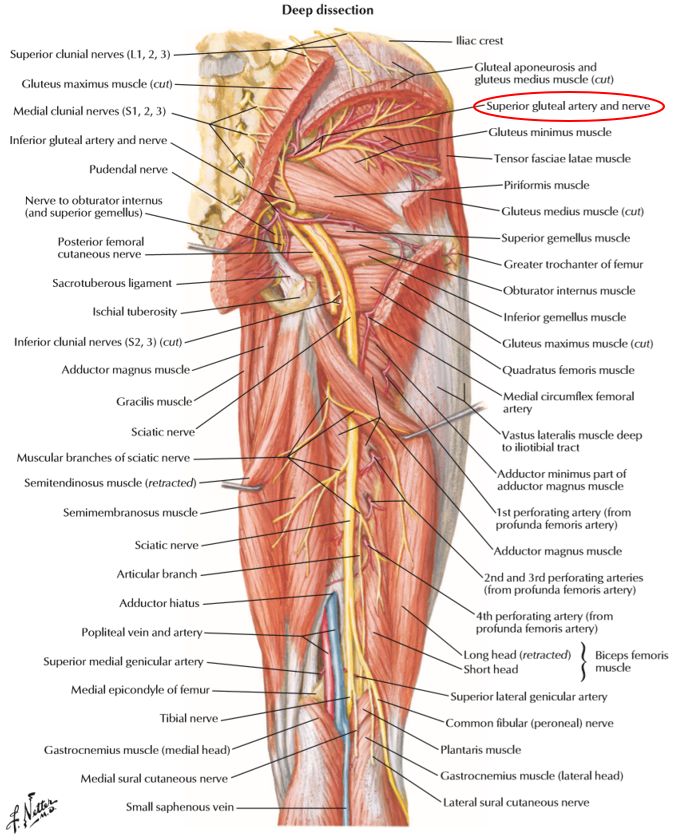 Deep dissection
Superior clunial nerves (L1, 2, 3)
Gluteus maximus muscle (cut)
Medial clunial nerves (S1, 2, 3)
Inferior gluteal artery and nerve
Pudendal nerve
Nerve to obturator internus
(and superior gemellus)
Posterior femoral
cutaneous nerve
Sacrotuberous ligament
Ischial tuberosity
Inferior clunial nerves (S2, 3) (cut)
Adductor magnus muscle
Gracilis muscle
Sciatic nerve
Muscular branches of sciatic nerve
Semitendinosus muscle (retracted)
Semimembranosus muscle
Sciatic nerve
Articular branch
Adductor hiatus
Popliteal vein and artery
Superior medial genicular artery
Medial epicondyle of femur
Tibial nerve
Gastrocnemius muscle (medial head)
Medial sural cutaneous nerve
Small saphenous vein
Iliac crest
Gluteal aponeurosis and
gluteus medius muscle (cut)
Superior gluteal artery and nerve
Gluteus minimus muscle
Tensor fasciae latae muscle
Piriformis muscle
Gluteus medius muscle (cut)
Superior gemellus muscle
Greater trochanter of femur
Obturator internus muscle
Inferior gemellus muscle
Gluteus maximus muscle (cut)
Quadratus femoris muscle
Medial circumflex femoral
artery
Vastus lateralis muscle deep
to iliotibial tract
Adductor minimus part of
adductor magnus muscle
1st perforating artery (from
profunda femoris artery)
Adductor magnus muscle
2nd and 3rd perforating arteries
(from profunda femoris artery)
4th perforating artery (from
profunda femoris artery)
Long head (retracted)
Short head
Biceps femoris
muscle
Superior lateral genicular artery
Common fibular (peroneal) nerve
Plantaris muscle
Gastrocnemius muscle (lateral head)
Lateral sural cutaneous nerve
F. Netter
M.D.